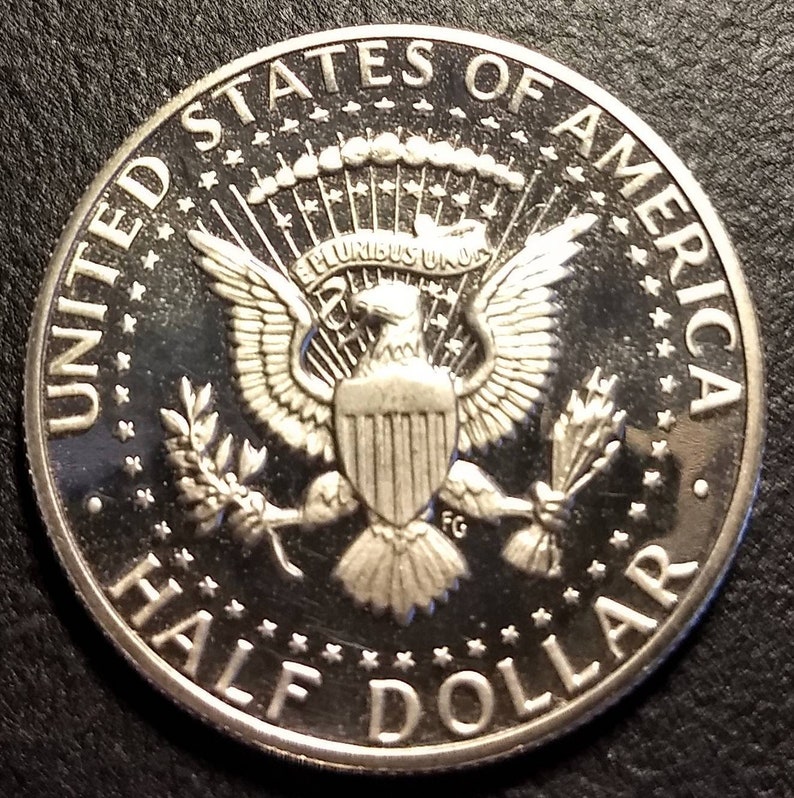 UNITED STATES OF AMERICA
E PLURIBUS UNUM
FG
HALF DOLLAR